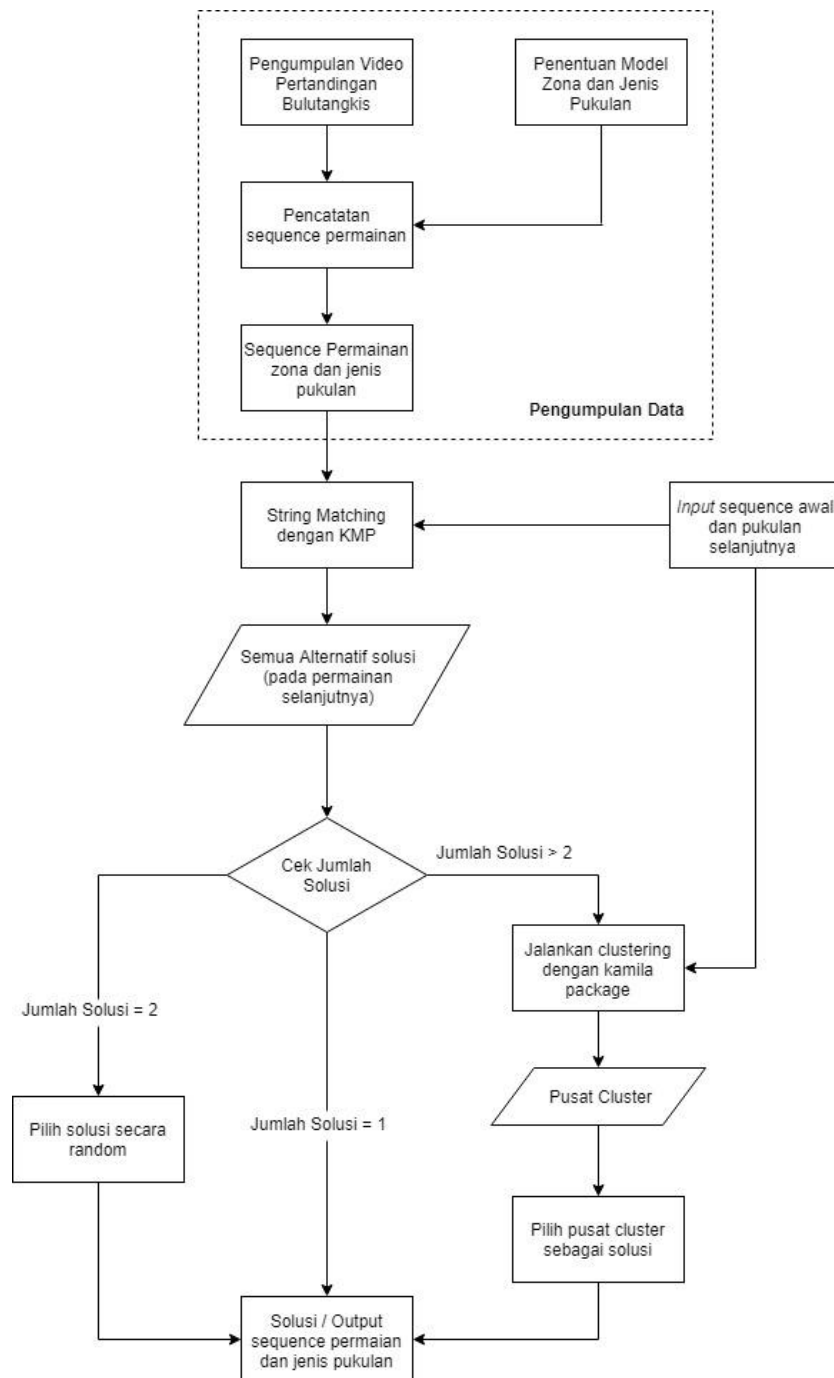 Pengumpulan Video
Pertandingan
Bulutangkis
Penentuan Model
Zona dan Jenis
Pukulan
Pencatatan
sequence permainan
Sequence Permainan
zona dan jenis
pukulan
Pengumpulan Data
String Matching
dengan KMP
Input sequence awal
dan pukulan
selanjutnya
Semua Alternatif solusi
(pada permainan
selanjutnya)
Cek Jumlah
Solusi
Jumlah Solusi > 2
Jalankan clustering
dengan kamila
package
Jumlah Solusi = 2
Pusat Cluster
Pilih solusi secara
random
Jumlah Solusi = 1
Pilih pusat cluster
sebagai solusi
Solusi / Output
sequence permaian
dan jenis pukulan